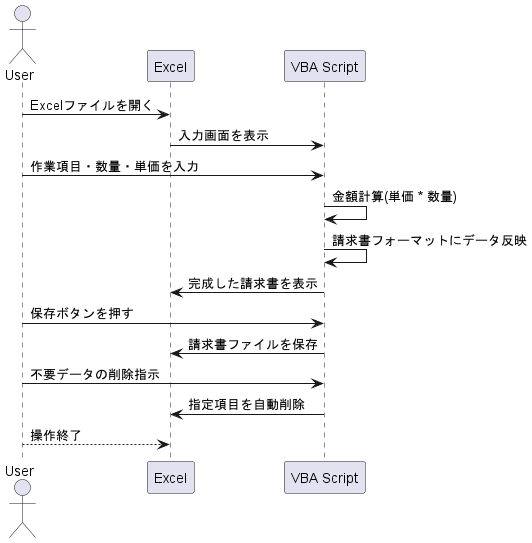 User
Excel
VBA Script
Excelファイルを開く
入力画面を表示
作業項目・数量・単価を入力
金額計算(単価 * 数量)
請求書フォーマットにデータ反映
完成した請求書を表示
保存ボタンを押す
請求書ファイルを保存
不要データの削除指示
指定項目を自動削除
操作終了
User
Excel
VBA Script